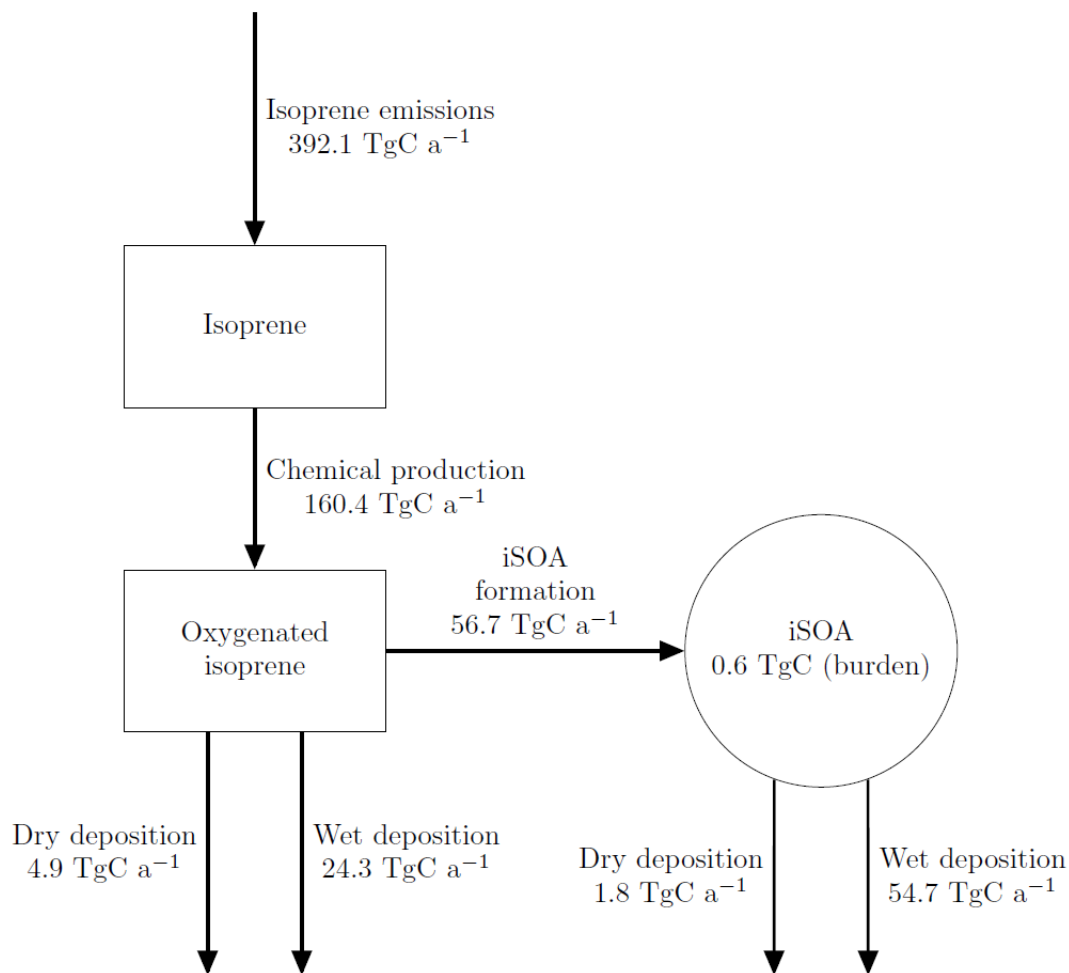 Isoprene emissions
392.1 TgC a⁻¹
Isoprene
Chemical production
160.4 TgC a⁻¹
iSOA
formation
56.7 TgC a⁻¹
Oxygenated
isoprene
iSOA
0.6 TgC (burden)
Dry deposition
4.9 TgC a⁻¹
Wet deposition
24.3 TgC a⁻¹
Dry deposition
1.8 TgC a⁻¹
Wet deposition
54.7 TgC a⁻¹